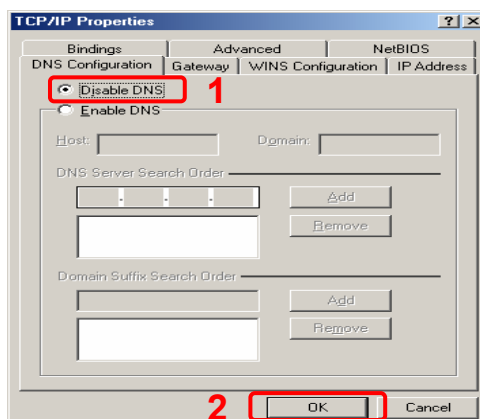 TCP/IP Properties ? X
Bindings Advanced NetBIOS
DNS Configuration Gateway WINS Configuration IP Address
Disable DNS 1
Enable DNS
Host: Domain:
DNS Server Search Order
. . . Add
Remove
Domain Suffix Search Order
Add
Remove
2 OK Cancel